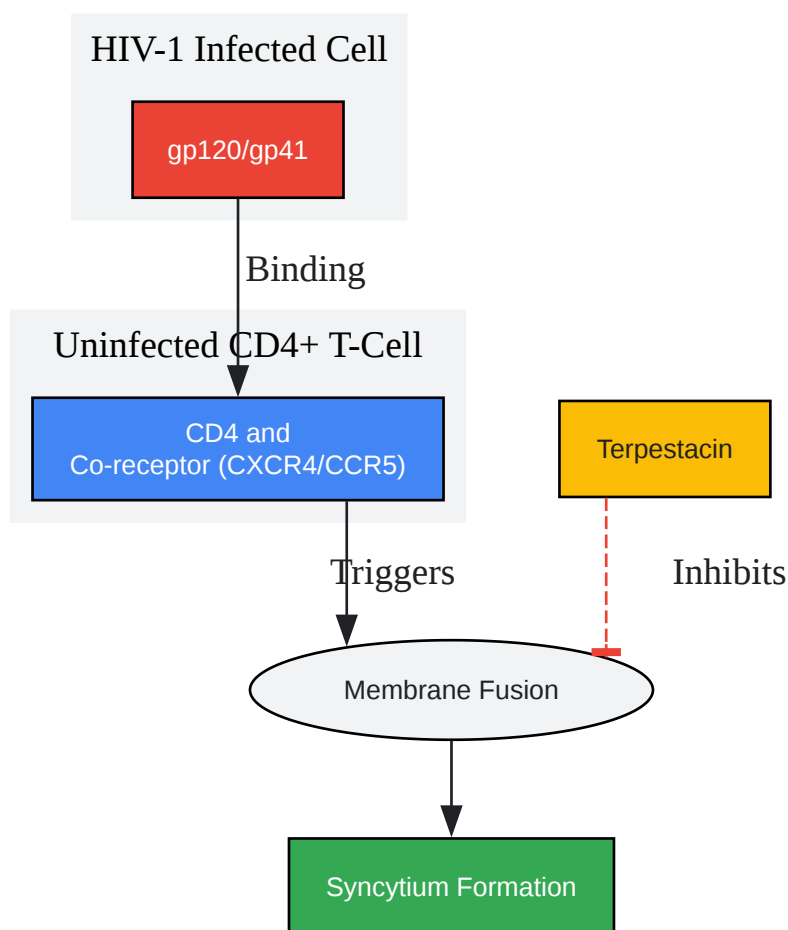 HIV-1 Infected Cell
gp120/gp41
Binding
Uninfected CD4+ T-Cell
CD4 and
Co-receptor (CXCR4/CCR5)
Terpestacin
Triggers
Inhibits
Membrane Fusion
Syncytium Formation